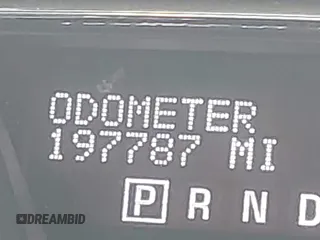 ODOMETER
197787 MI
P R N D
DREAMBID